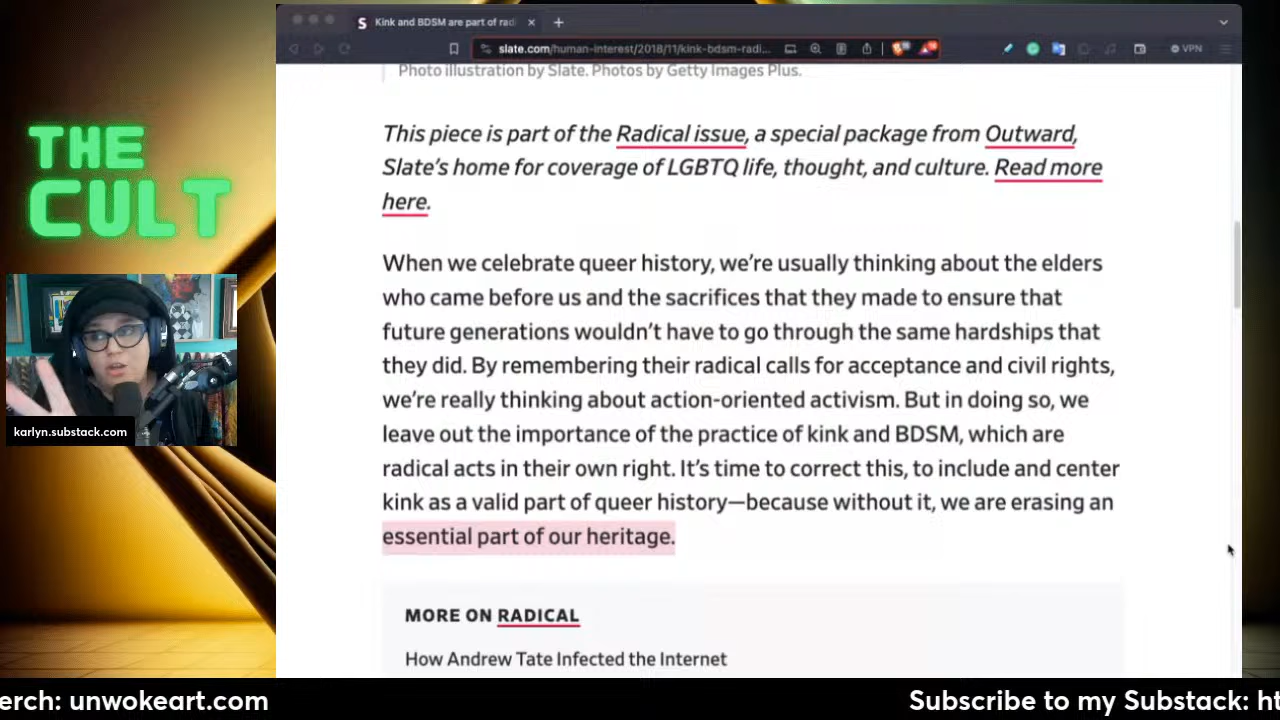 Kink and BDSM are part of rad
slate.com/human-interest/2018/11/kink-bdsm-radi...
VPN
Photo illustration by Slate. Photos by Getty Images Plus.
THE
CULT
This piece is part of the Radical issue, a special package from Outward,
Slate’s home for coverage of LGBTQ life, thought, and culture. Read more
here.
When we celebrate queer history, we’re usually thinking about the elders
who came before us and the sacrifices that they made to ensure that
future generations wouldn’t have to go through the same hardships that
they did. By remembering their radical calls for acceptance and civil rights,
we’re really thinking about action-oriented activism. But in doing so, we
leave out the importance of the practice of kink and BDSM, which are
radical acts in their own right. It’s time to correct this, to include and center
kink as a valid part of queer history—because without it, we are erasing an
essential part of our heritage.
karlyn.substack.com
MORE ON RADICAL
How Andrew Tate Infected the Internet
erch: unwokeart.com
Subscribe to my Substack: ht